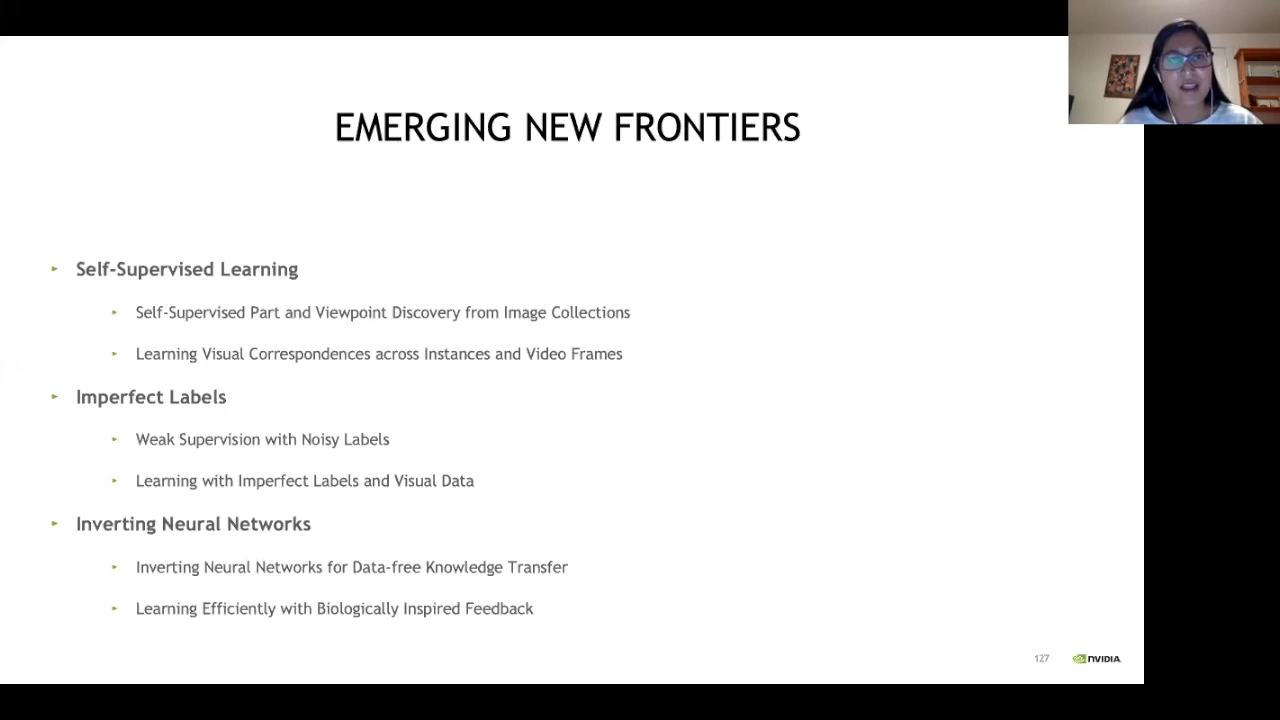 EMERGING NEW FRONTIERS
Self-Supervised Learning
Self-Supervised Part and Viewpoint Discovery from Image Collections
Learning Visual Correspondences across Instances and Video Frames
Imperfect Labels
Weak Supervision with Noisy Labels
Learning with Imperfect Labels and Visual Data
Inverting Neural Networks
Inverting Neural Networks for Data-free Knowledge Transfer
Learning Efficiently with Biologically Inspired Feedback
127
NVIDIA.